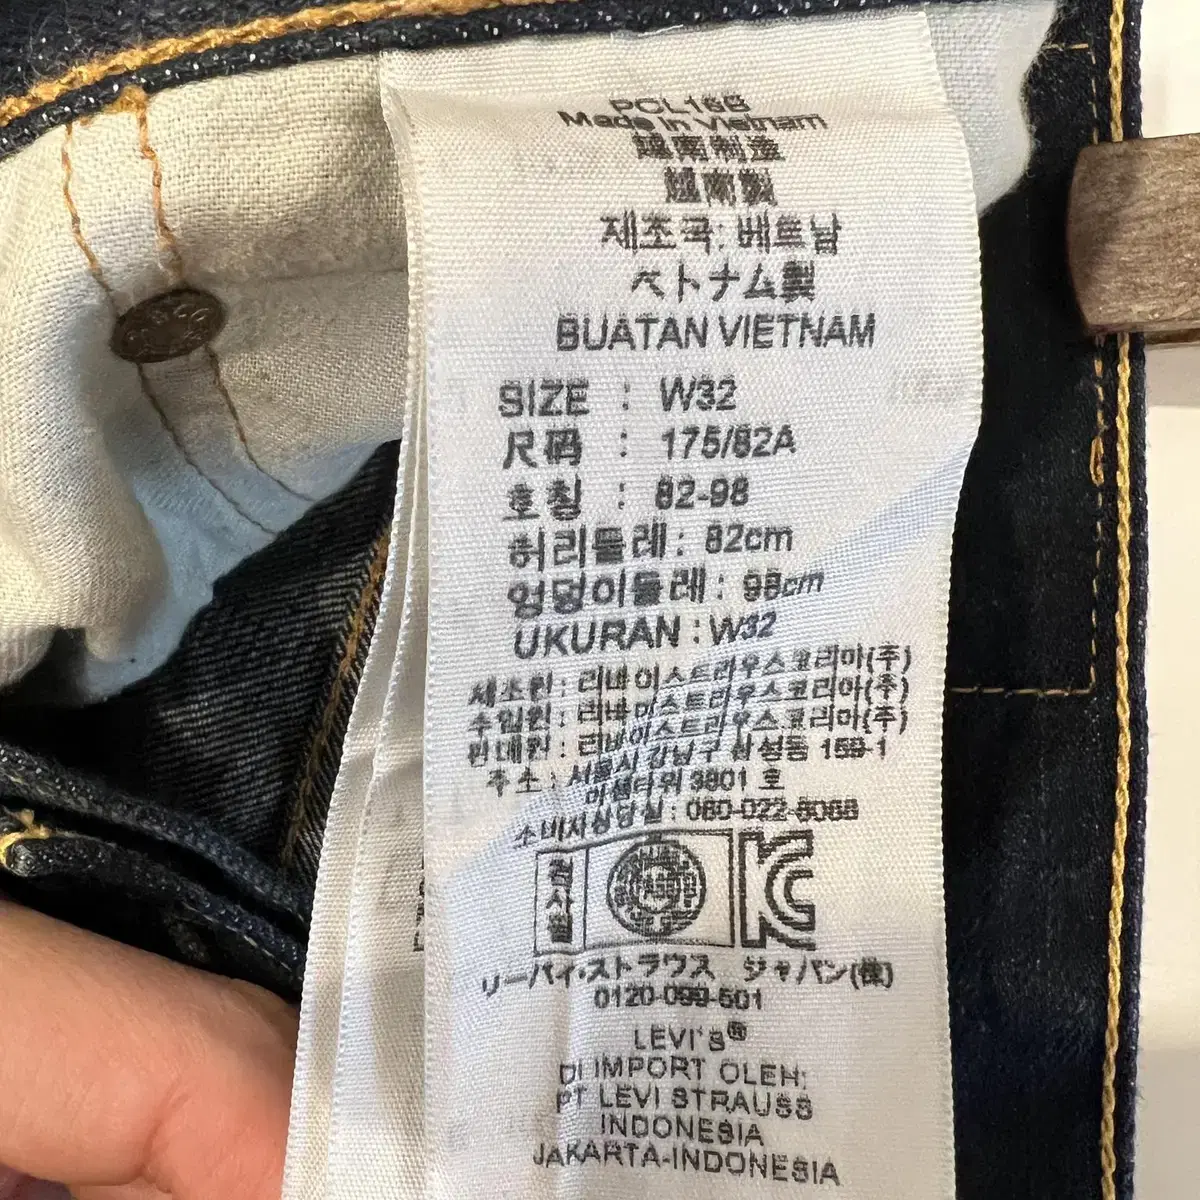 PCL16B
Made in Vietnam
越南制造
越南製
제조국: 베트남
ベトナム製
BUATAN VIETNAM
SIZE : W32
尺码 : 175/82A
호칭 : 82-98
허리둘레: 82cm
엉덩이둘레: 98cm
UKURAN : W32
제조원: 리바이스트라우스코리아(주)
수입원: 리바이스트라우스코리아(주)
판매원: 리바이스트라우스코리아(주)
주소: 서울시 강남구 삼성동 159-1
3801 호
소비자상담실: 080-022-8068
검사필
KC
リーバイ・ストラウス ジャパン(株)
0120-099-501
LEVI'S®
DI IMPORT OLEH:
PT LEVI STRAUSS
INDONESIA
JAKARTA-INDONESIA